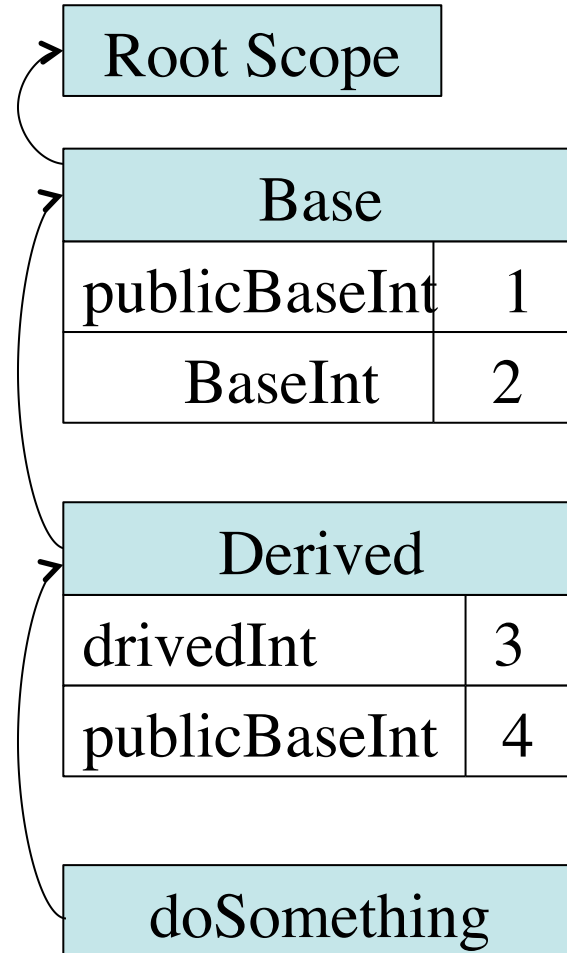 Root Scope
Base
publicBaseInt 1
BaseInt 2
Derived
drivedInt 3
publicBaseInt 4
doSomething